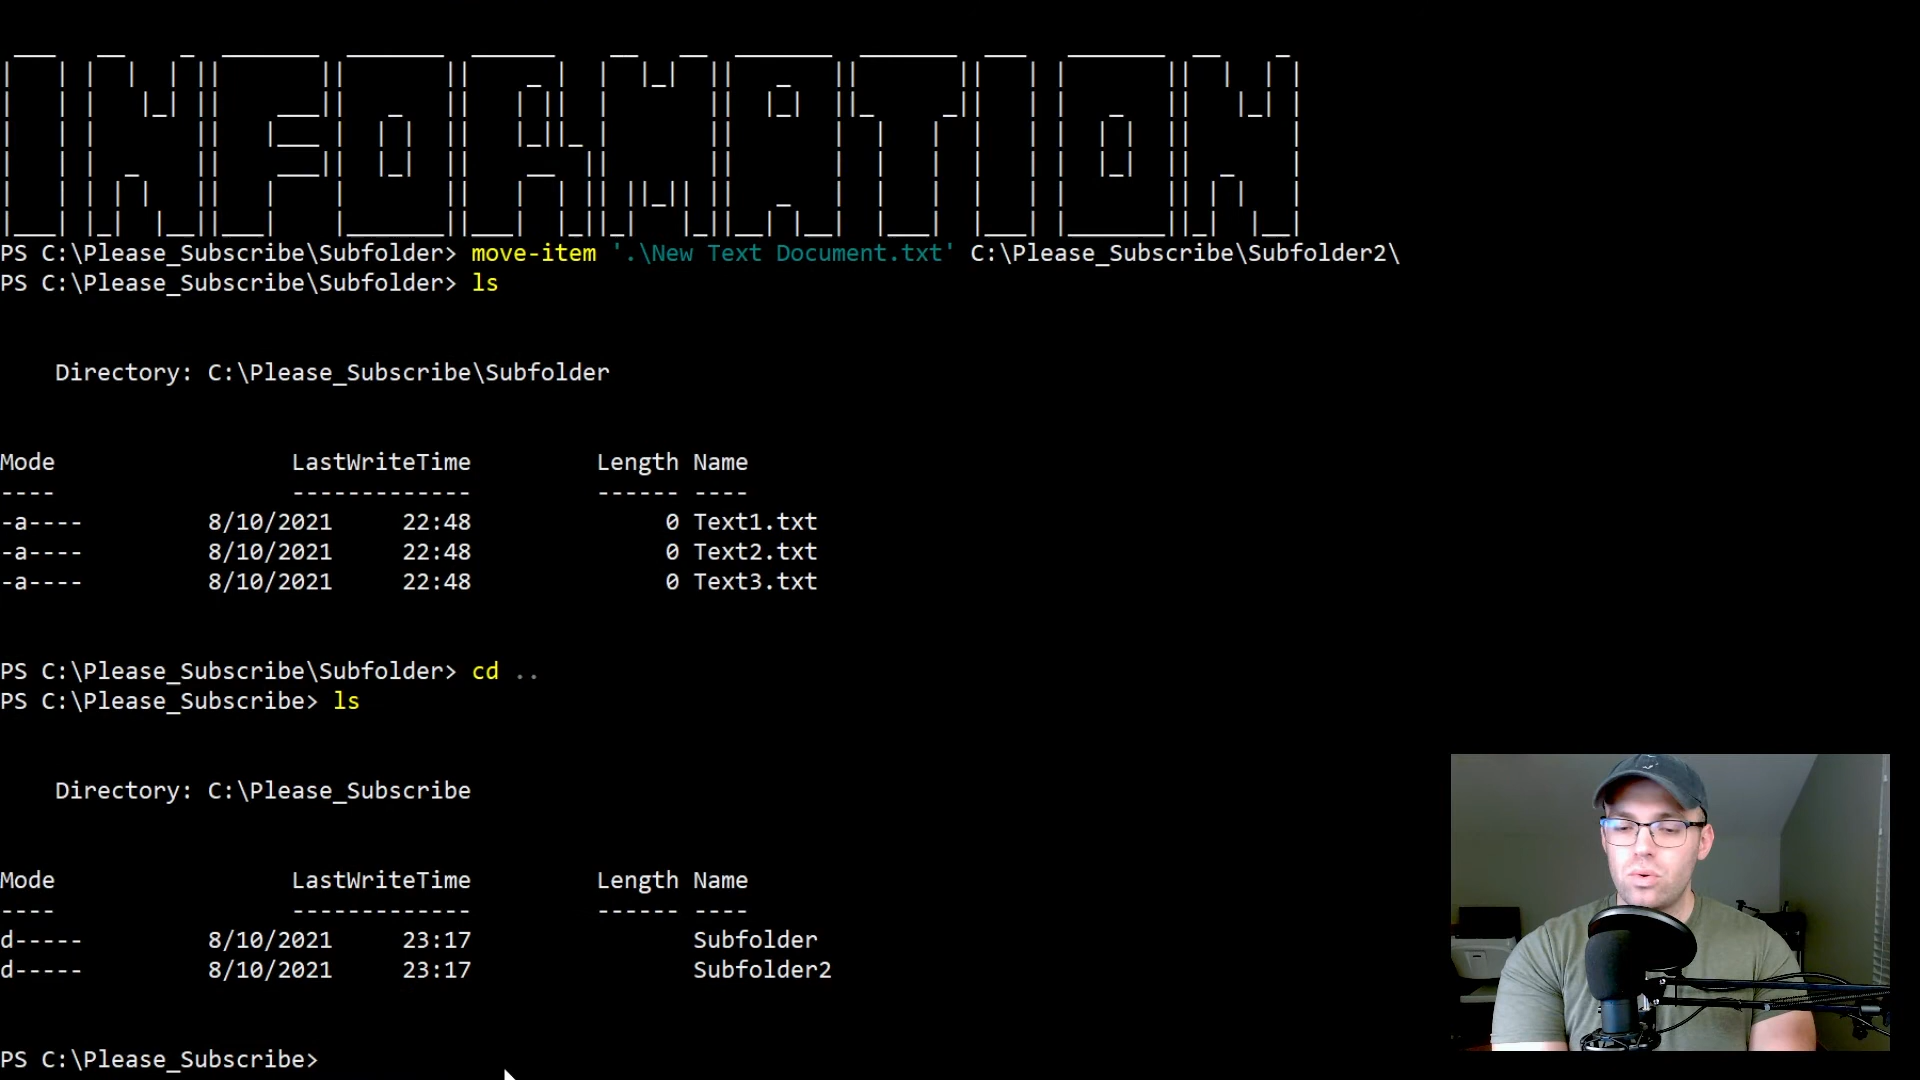 INFORMATION
PS C:\Please_Subscribe\Subfolder> move-item '.\New Text Document.txt' C:\Please_Subscribe\Subfolder2\
PS C:\Please_Subscribe\Subfolder> ls
Directory: C:\Please_Subscribe\Subfolder
Mode LastWriteTime Length Name
---- ------------- ------ ----
-a---- 8/10/2021 22:48 0 Text1.txt
-a---- 8/10/2021 22:48 0 Text2.txt
-a---- 8/10/2021 22:48 0 Text3.txt
PS C:\Please_Subscribe\Subfolder> cd ..
PS C:\Please_Subscribe> ls
Directory: C:\Please_Subscribe
Mode LastWriteTime Length Name
---- ------------- ------ ----
d----- 8/10/2021 23:17 Subfolder
d----- 8/10/2021 23:17 Subfolder2
PS C:\Please_Subscribe>